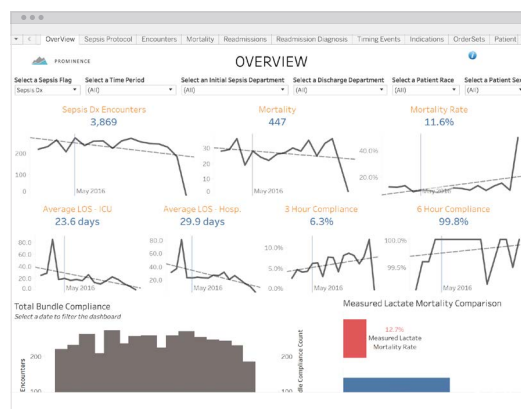 OverView Sepsis Protocol Encounters Mortality Readmissions Readmission Diagnosis Timing Events Indications OrderSets Patient
PROMINENCE
OVERVIEW
Select a Sepsis Flag Select a Time Period Select an Initial Sepsis Department Select a Discharge Department Select a Patient Race Select a Patient Sex
Sepsis Dx (All) (All) (All) (All) (All)
Sepsis Dx Encounters Mortality Mortality Rate
3,869 447 11.6%
200
100
0
May 2016
30
20
10
0
May 2016
40.0%
20.0%
May 2016
Average LOS - ICU Average LOS - Hosp. 3 Hour Compliance 6 Hour Compliance
23.6 days 29.9 days 6.3% 99.8%
80.0
60.0
40.0
20.0
0.0
May 2016
80.0
60.0
40.0
20.0
May 2016
10.0%
5.0%
0.0%
May 2016
100.0%
99.5%
May 2016
Total Bundle Compliance
Select a date to filter the dashboard
Encounters
200
100
200
100
dle Compliance Count
Measured Lactate Mortality Comparison
12.7%
Measured Lactate
Mortality Rate